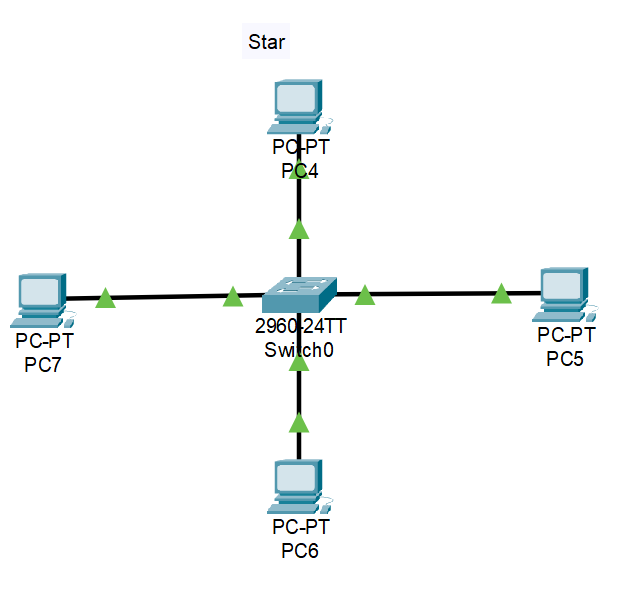 Star
PC-PT
PC4
PC-PT
PC7
2960-24TT
Switch0
PC-PT
PC5
PC-PT
PC6